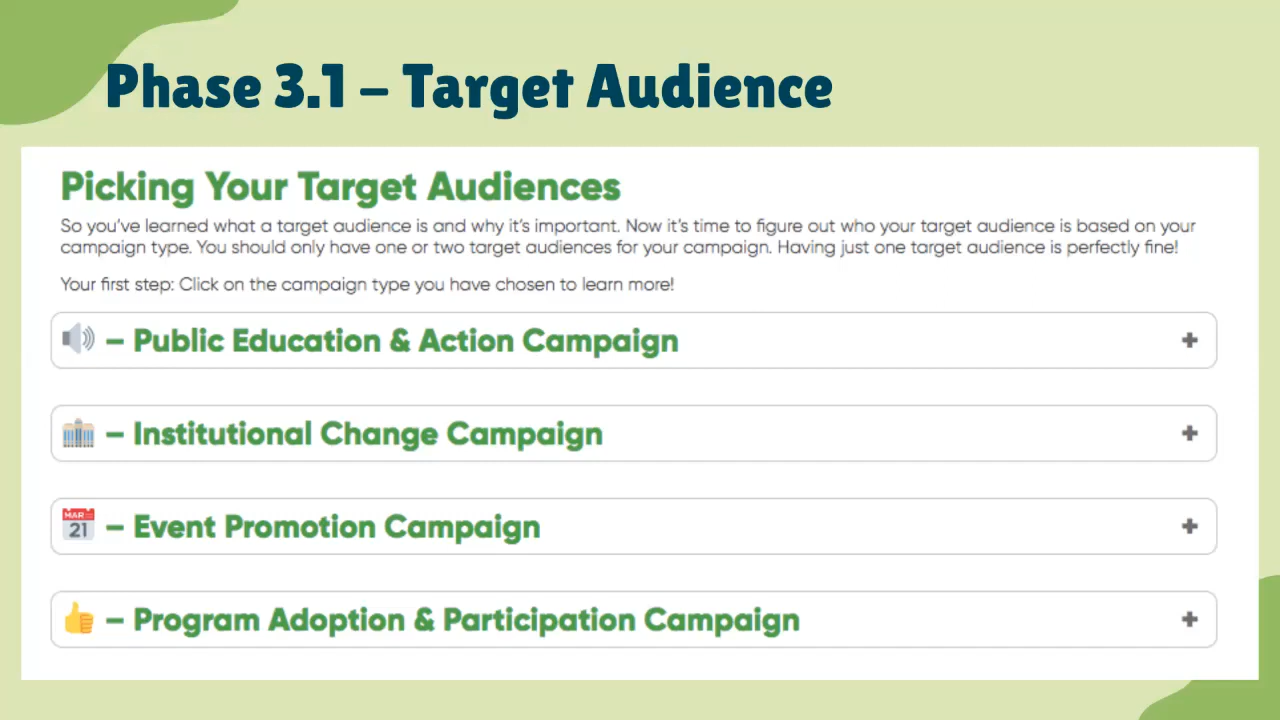 Phase 3.1 – Target Audience
Picking Your Target Audiences
So you've learned what a target audience is and why it's important. Now it's time to figure out who your target audience is based on your
campaign type. You should only have one or two target audiences for your campaign. Having just one target audience is perfectly fine!
Your first step: Click on the campaign type you have chosen to learn more!
– Public Education & Action Campaign +
– Institutional Change Campaign +
MAR
21 – Event Promotion Campaign +
– Program Adoption & Participation Campaign +